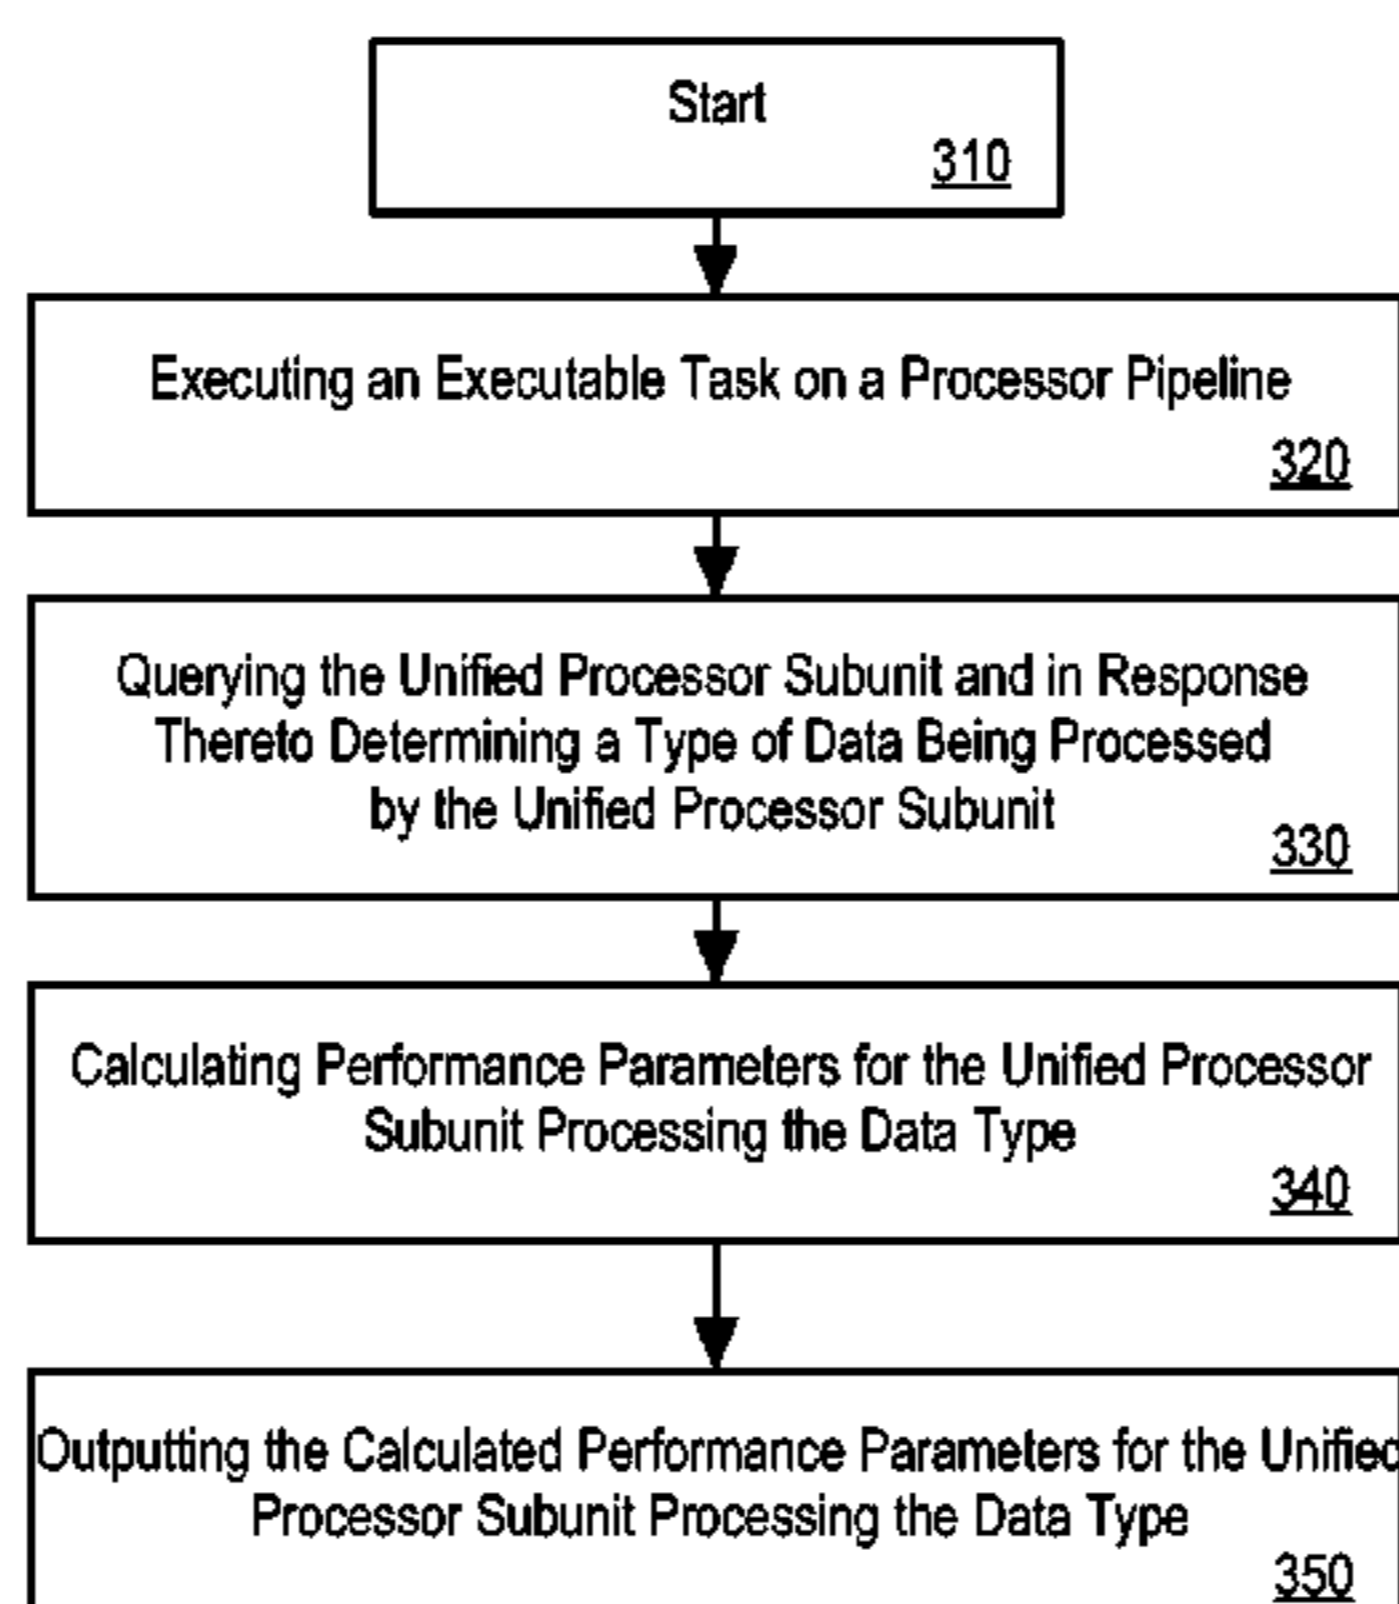 Start
310
Executing an Executable Task on a Processor Pipeline
320
Querying the Unified Processor Subunit and in Response
Thereto Determining a Type of Data Being Processed
by the Unified Processor Subunit
330
Calculating Performance Parameters for the Unified Processor
Subunit Processing the Data Type
340
Outputting the Calculated Performance Parameters for the Unified
Processor Subunit Processing the Data Type
350